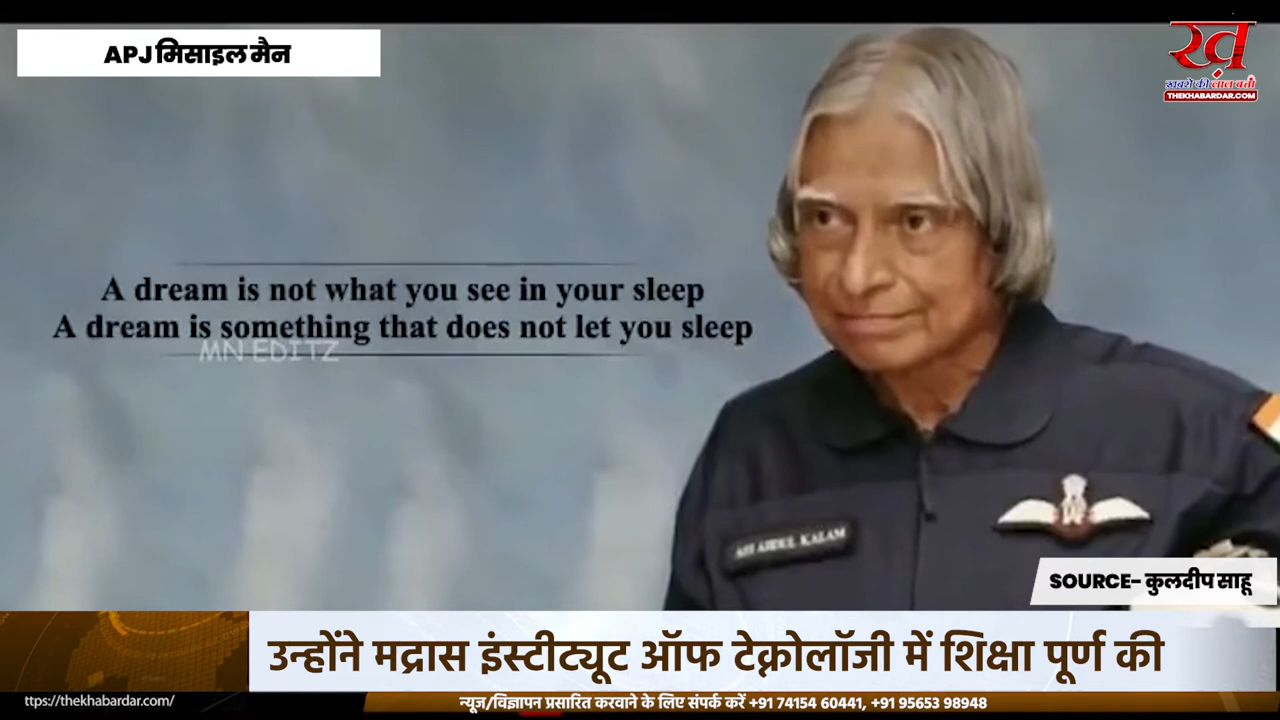 APJ मिसाइल मैन
ख़
खबरों की लात बत्ती
THEKHABARDAR.COM
A dream is not what you see in your sleep
A dream is something that does not let you sleep
MN EDITZ
APJ ABDUL KALAM
SOURCE- कुलदीप साहू
उन्होंने मद्रास इंस्टीट्यूट ऑफ टेक्नोलॉजी में शिक्षा पूर्ण की
ttps://thekhabardar.com/
न्यूज/विज्ञापन प्रसारित करवाने के लिए संपर्क करें +91 74154 60441, +91 95653 98948